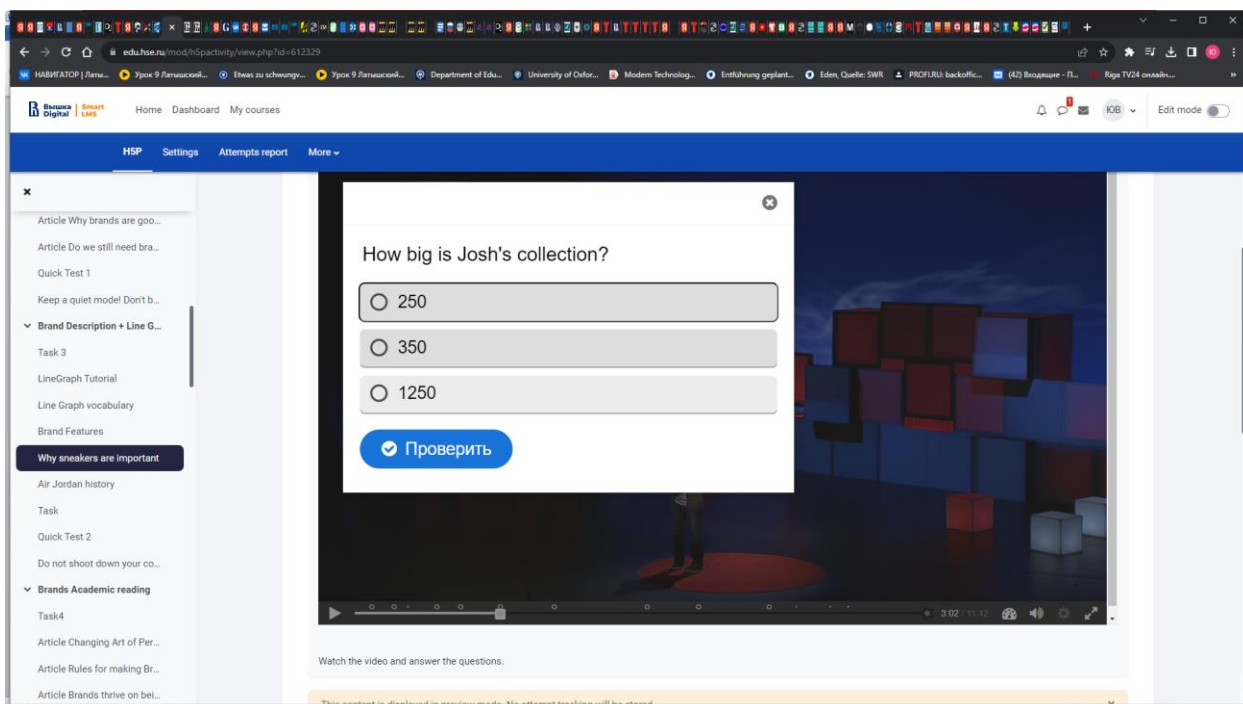 edu.hse.ru/mod/h5pactivity/view.php?id=612329
НАВИГАТОР | Латы... Урок 9 Латышский... Etwas zu schwungv... Урок 9 Латышский... Department of Edu... University of Oxfor... Modern Technolog... Entführung geplant... Eden, Quelle: SWR PROFI.RU: backoffic... (42) Входящие - П... Riga TV24 онлайн... »
Вышка Digital Smart LMS Home Dashboard My courses 1 ЮВ Edit mode
H5P Settings Attempts report More
Article Why brands are goo...
Article Do we still need bra...
Quick Test 1
Keep a quiet mode! Don't b...
Brand Description + Line G...
Task 3
LineGraph Tutorial
Line Graph vocabulary
Brand Features
Why sneakers are important
Air Jordan history
Task
Quick Test 2
Do not shoot down your co...
Brands Academic reading
Task4
Article Changing Art of Per...
Article Rules for making Br...
Article Brands thrive on bei...
How big is Josh's collection?
250
350
1250
Проверить
3:02 / 11:42
Watch the video and answer the questions.
This content is displayed in preview mode. No attempt tracking will be stored.